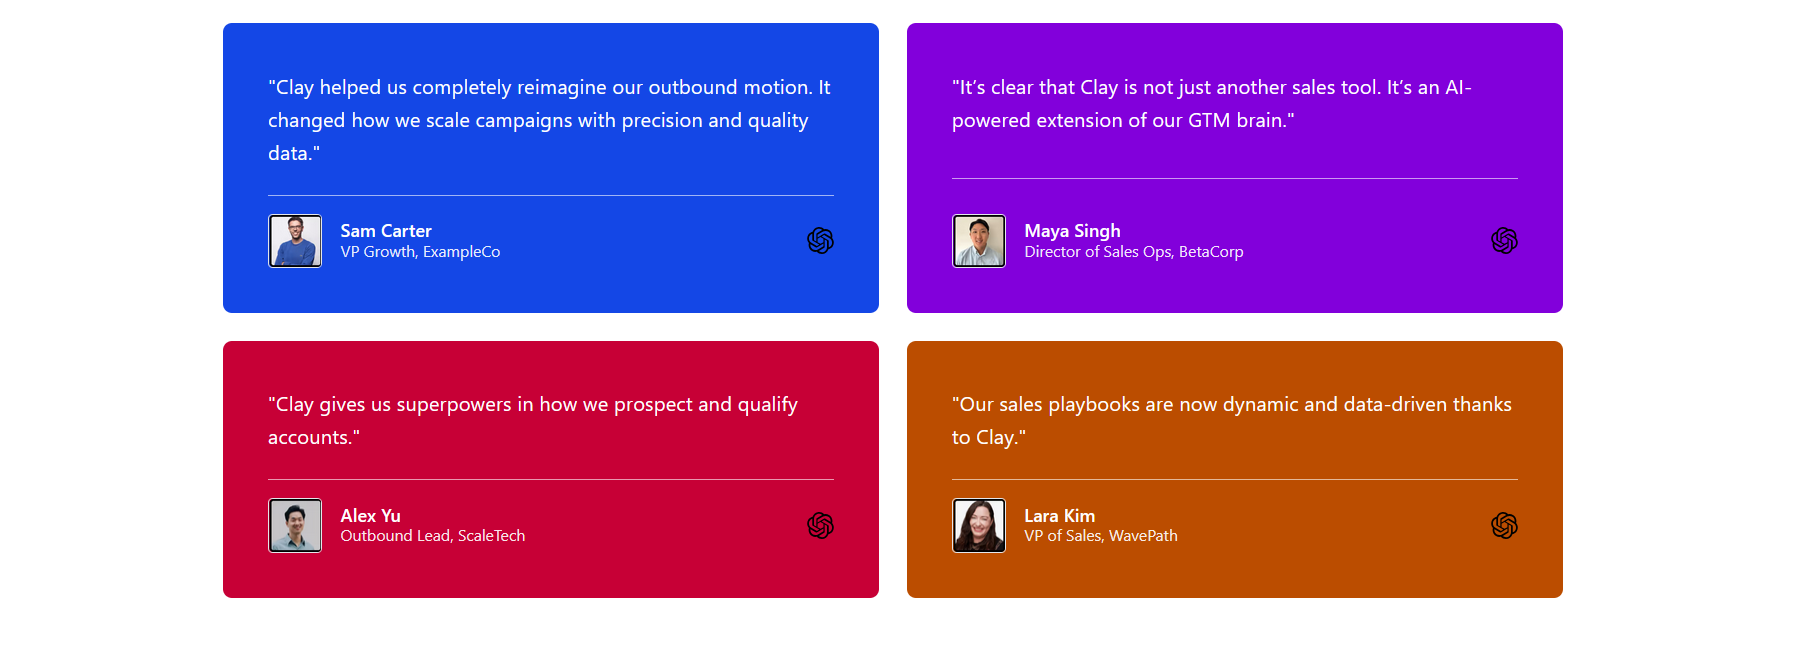 "Clay helped us completely reimagine our outbound motion. It
changed how we scale campaigns with precision and quality
data."
Sam Carter
VP Growth, ExampleCo
"It’s clear that Clay is not just another sales tool. It’s an AI-
powered extension of our GTM brain."
Maya Singh
Director of Sales Ops, BetaCorp
"Clay gives us superpowers in how we prospect and qualify
accounts."
Alex Yu
Outbound Lead, ScaleTech
"Our sales playbooks are now dynamic and data-driven thanks
to Clay."
Lara Kim
VP of Sales, WavePath